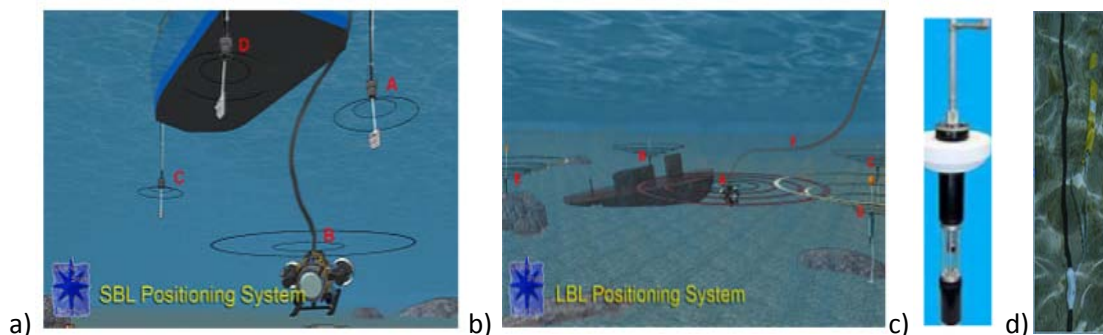 D
A
C
B
SBL Positioning System
a)
F
B
C
E
D
LBL Positioning System
b)
c)
d)